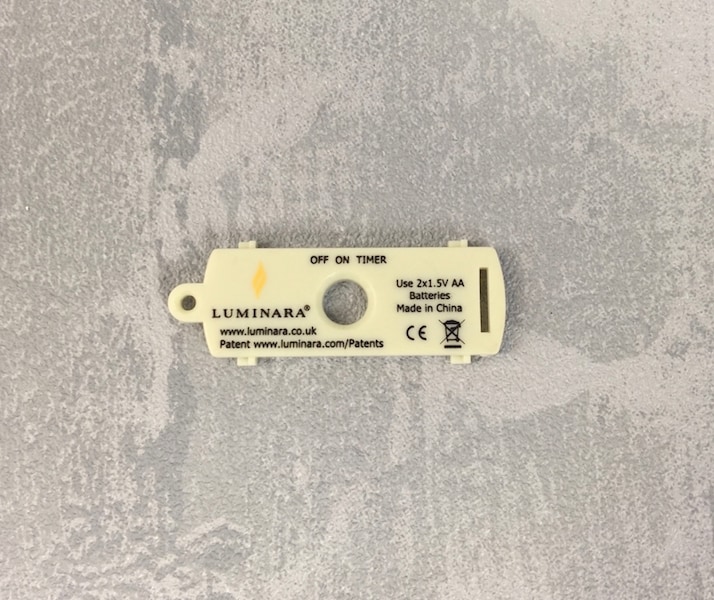 OFF ON TIMER
LUMINARA®
www.luminara.co.uk
Patent www.luminara.com/Patents
Use 2x1.5V AA
Batteries
Made in China
CE